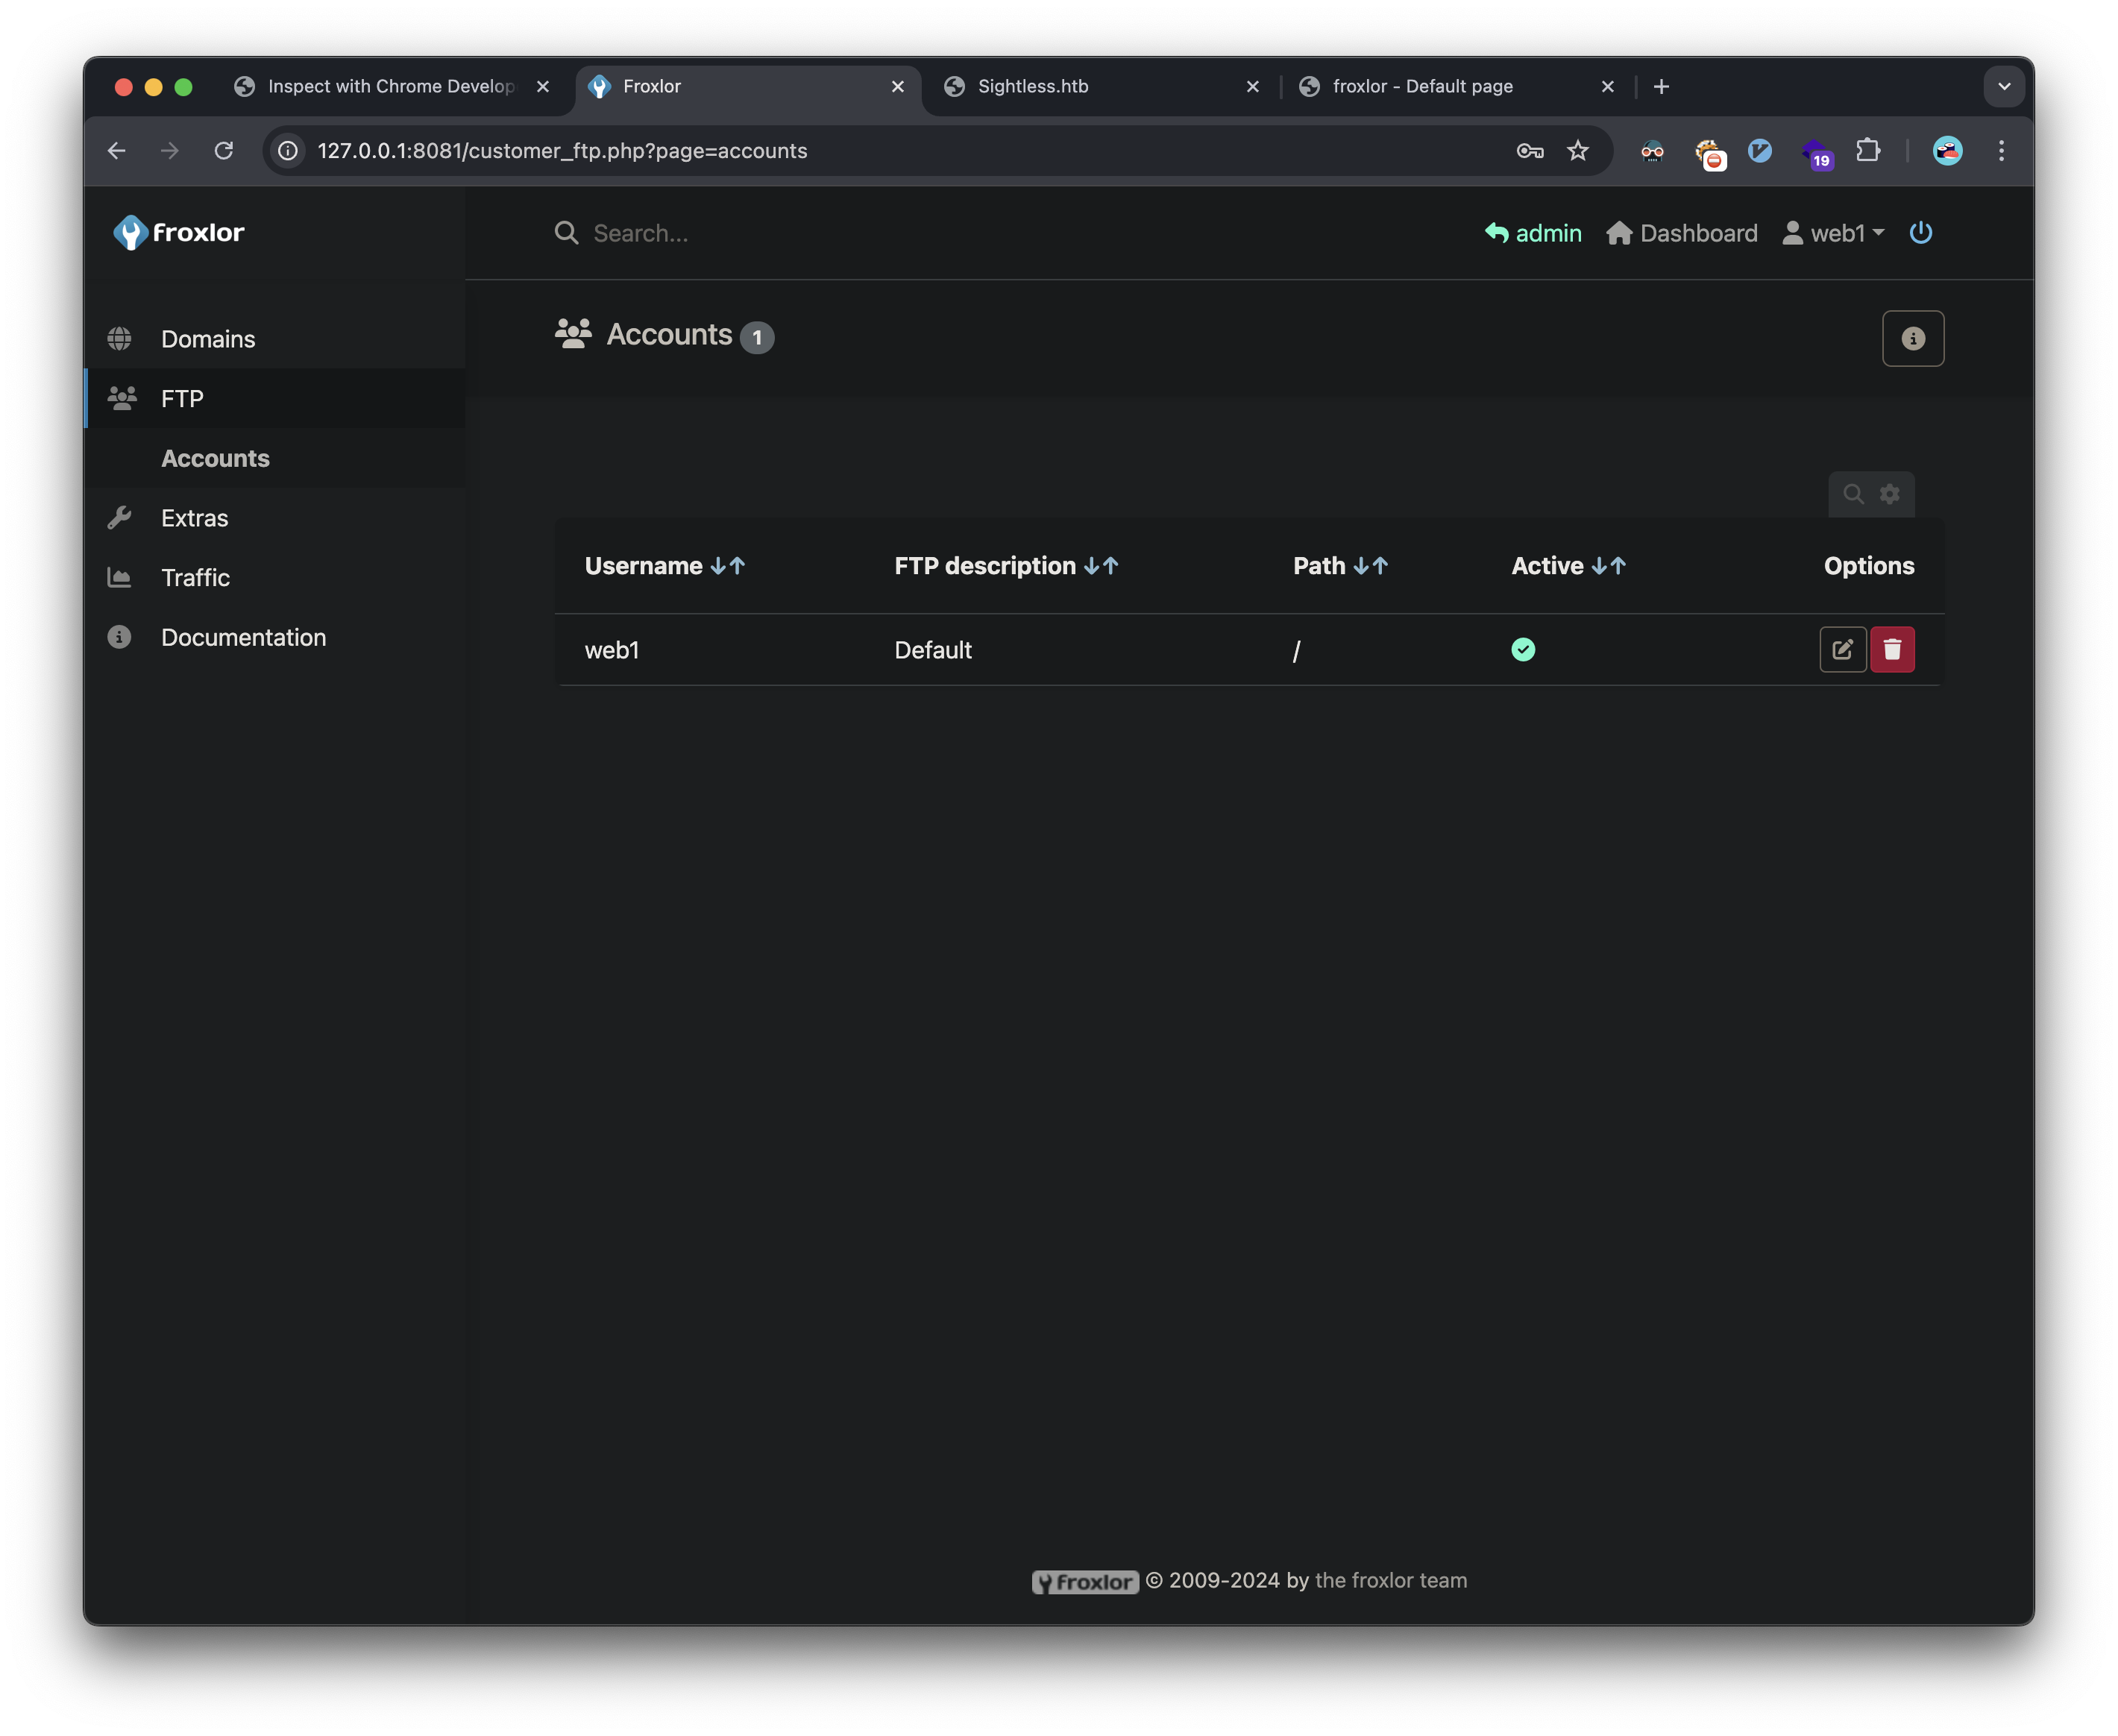 Inspect with Chrome Develop
Froxlor
Sightless.htb
froxlor - Default page
127.0.0.1:8081/customer_ftp.php?page=accounts
19
froxlor
Search...
admin
Dashboard
web1
Domains
FTP
Accounts
Extras
Traffic
Documentation
Accounts 1
Username FTP description Path Active Options
web1 Default / 
froxlor © 2009-2024 by the froxlor team